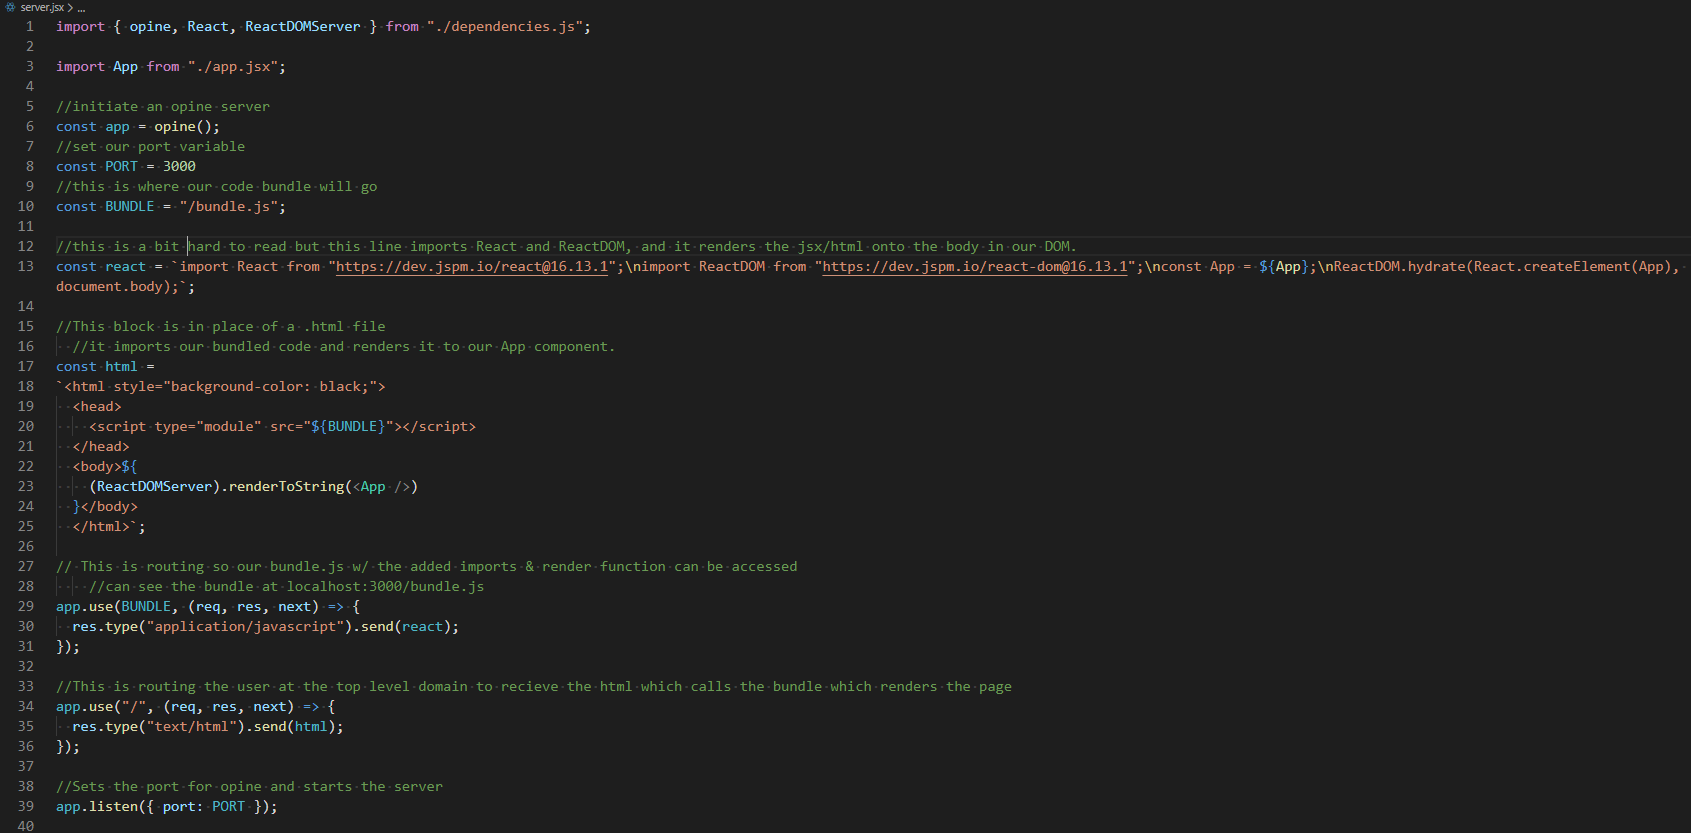 server.jsx > ...
1 import { opine, React, ReactDOMServer } from "./dependencies.js";
2
3 import App from "./app.jsx";
4
5 //initiate an opine server
6 const app = opine();
7 //set our port variable
8 const PORT = 3000
9 //this is where our code bundle will go
10 const BUNDLE = "/bundle.js";
11
12 //this is a bit hard to read but this line imports React and ReactDOM, and it renders the jsx/html onto the body in our DOM.
13 const react = `import React from "https://dev.jspm.io/react@16.13.1";\nimport ReactDOM from "https://dev.jspm.io/react-dom@16.13.1";\nconst App = ${App};\nReactDOM.hydrate(React.createElement(App),
document.body);`;
14
15 //This block is in place of a .html file
16   //it imports our bundled code and renders it to our App component.
17 const html =
18 `<html style="background-color: black;">
19   <head>
20     <script type="module" src="${BUNDLE}"></script>
21   </head>
22   <body>${
23     (ReactDOMServer).renderToString(<App />)
24   }</body>
25   </html>`;
26
27 // This is routing so our bundle.js w/ the added imports & render function can be accessed
28     //can see the bundle at localhost:3000/bundle.js
29 app.use(BUNDLE, (req, res, next) => {
30   res.type("application/javascript").send(react);
31 });
32
33 //This is routing the user at the top level domain to recieve the html which calls the bundle which renders the page
34 app.use("/", (req, res, next) => {
35   res.type("text/html").send(html);
36 });
37
38 //Sets the port for opine and starts the server
39 app.listen({ port: PORT });
40